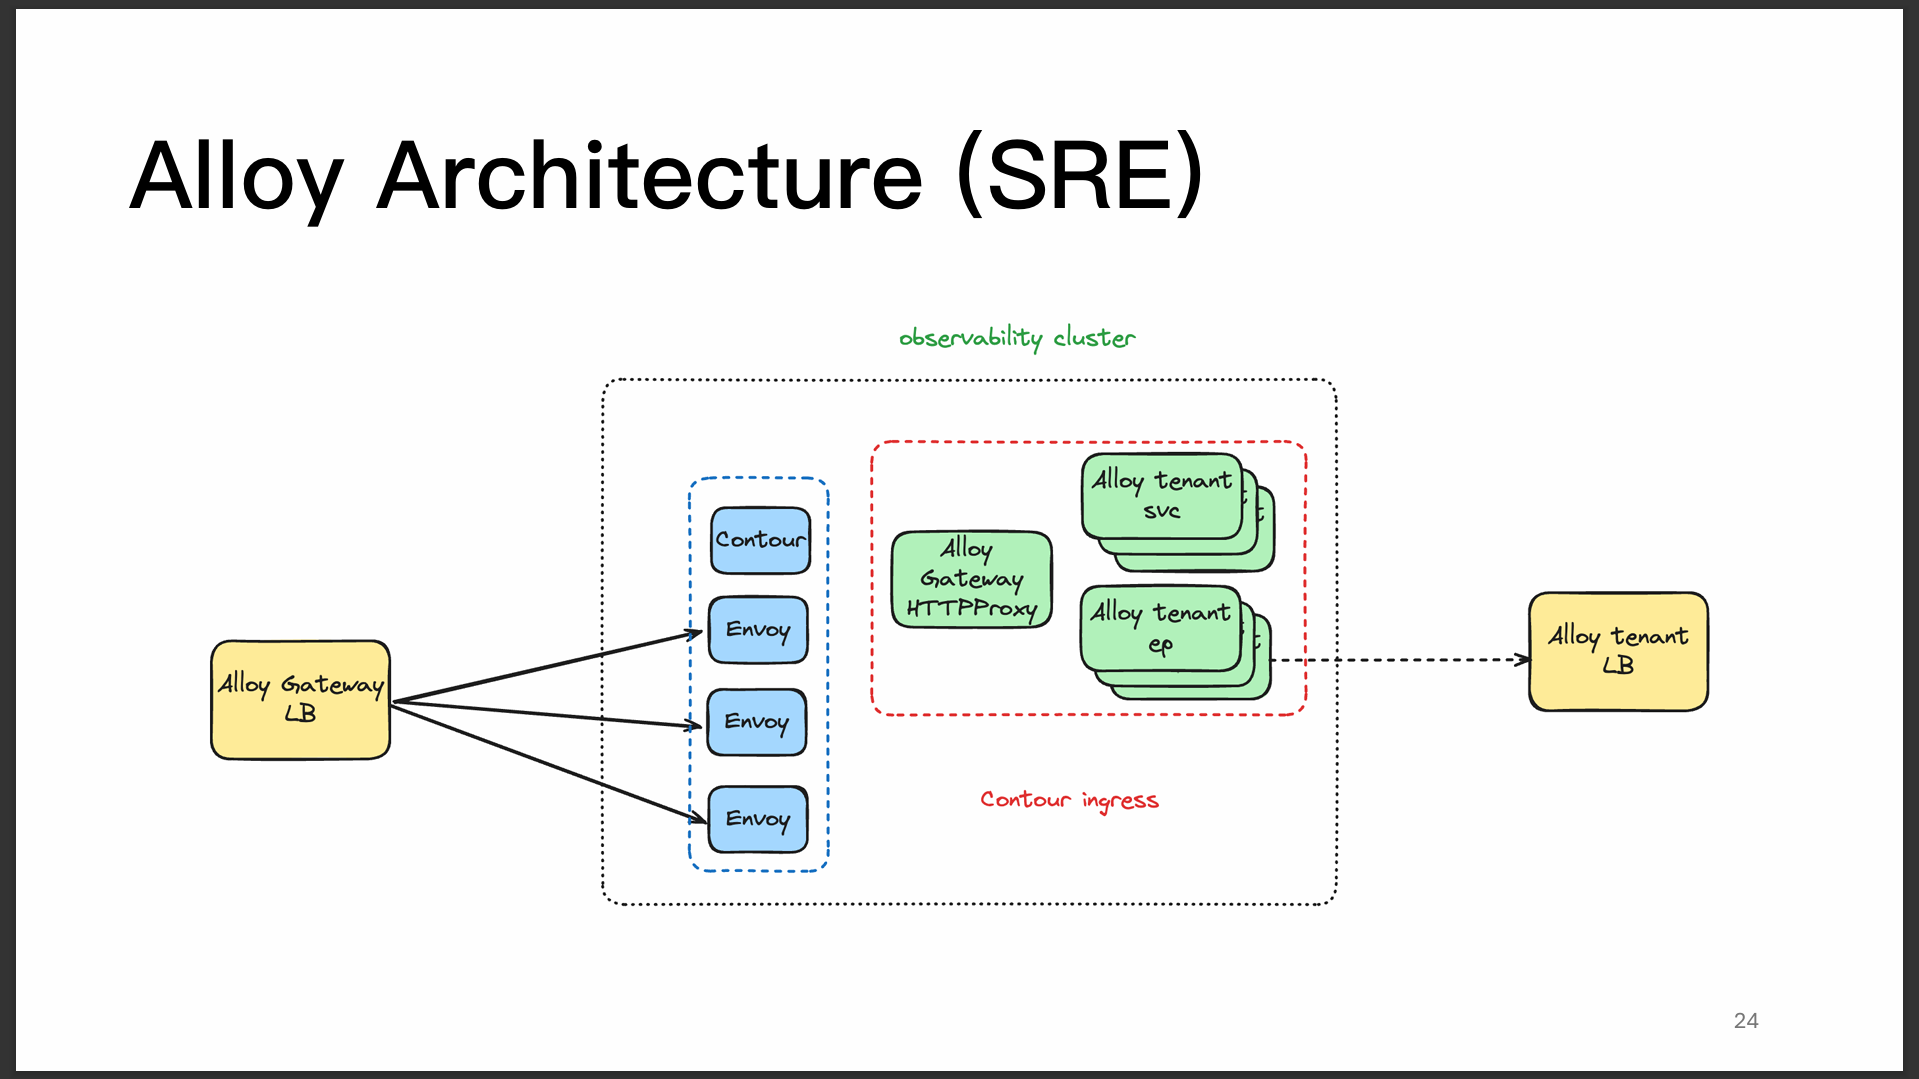 Alloy Architecture (SRE)
observability cluster
Contour
Envoy
Envoy
Envoy
Alloy Gateway
LB
Alloy
Gateway
HTTPProxy
Alloy tenant
svc
t
t
Alloy tenant
ep
t
t
Alloy tenant
LB
Contour ingress
24